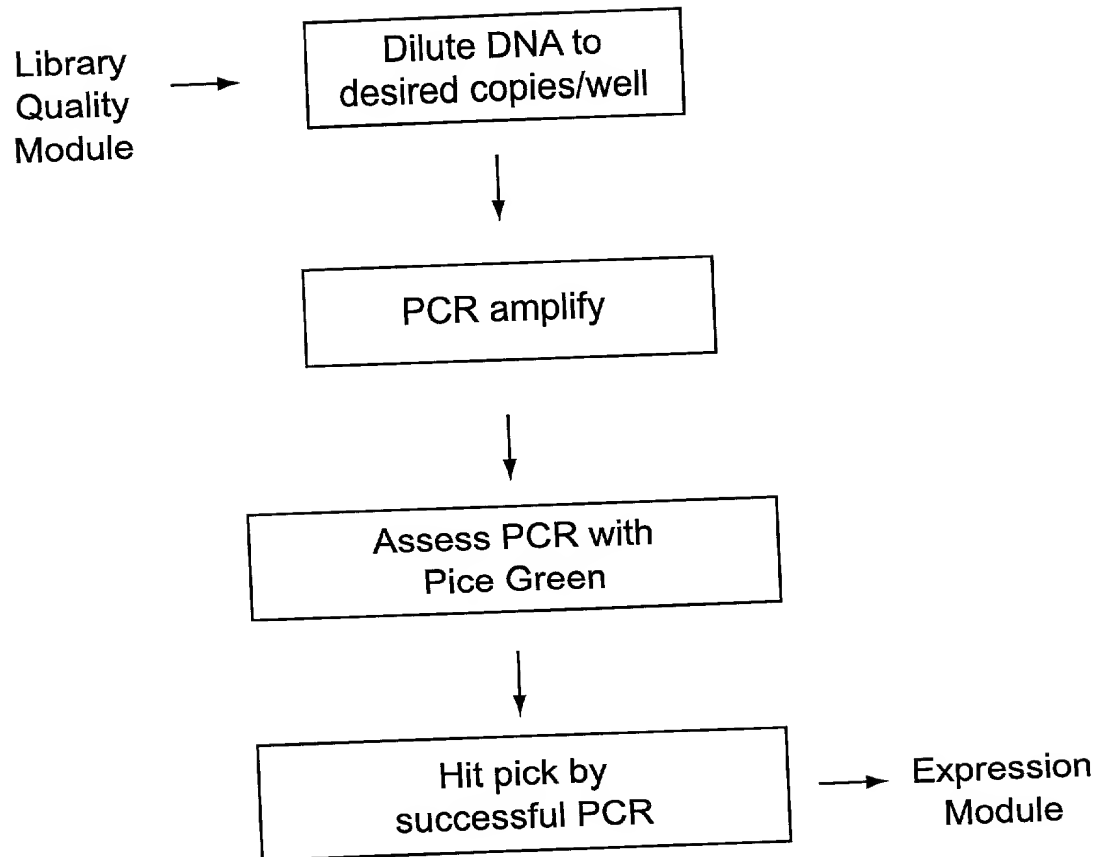 Library
Quality
Module
Dilute DNA to
desired copies/well
PCR amplify
Assess PCR with
Pice Green
Hit pick by
successful PCR
Expression
Module